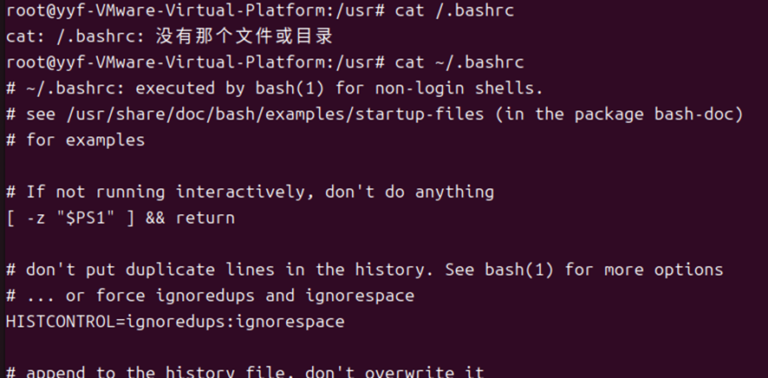 root@yyf-VMware-Virtual-Platform:/usr# cat /.bashrc
cat: /.bashrc: 没有那个文件或目录
root@yyf-VMware-Virtual-Platform:/usr# cat ~/.bashrc
# ~/.bashrc: executed by bash(1) for non-login shells.
# see /usr/share/doc/bash/examples/startup-files (in the package bash-doc)
# for examples

# If not running interactively, don't do anything
[ -z "$PS1" ] && return

# don't put duplicate lines in the history. See bash(1) for more options
# ... or force ignoredups and ignorespace
HISTCONTROL=ignoredups:ignorespace

# append to the history file, don't overwrite it